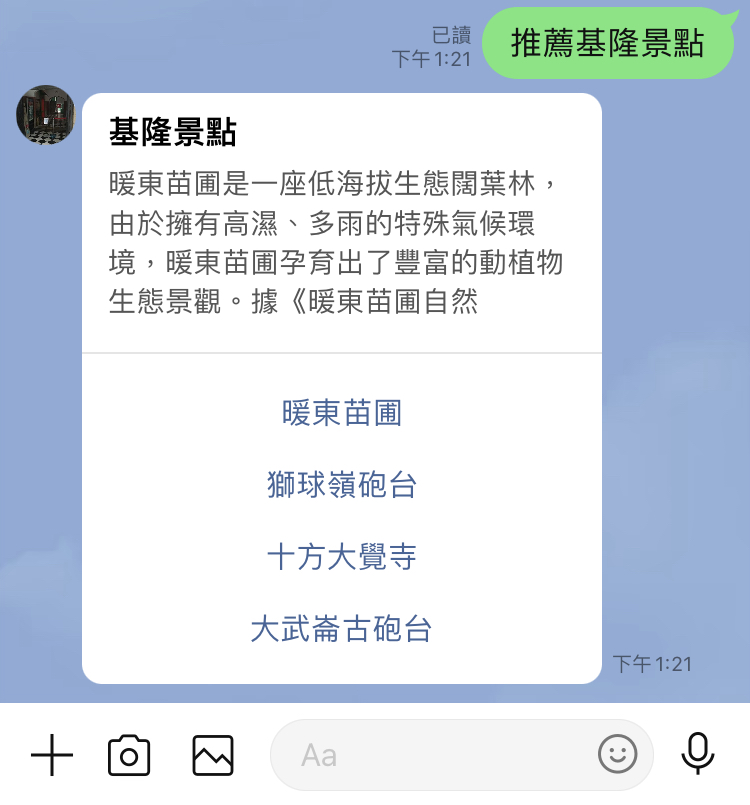 推薦基隆景點
已讀
下午 1:21
基隆景點
暖東苗圃是一座低海拔生態闊葉林，
由於擁有高濕、多雨的特殊氣候環
境，暖東苗圃孕育出了豐富的動植物
生態景觀。據《暖東苗圃自然
暖東苗圃
獅球嶺砲台
十方大覺寺
大武崙古砲台
下午 1:21
Aa